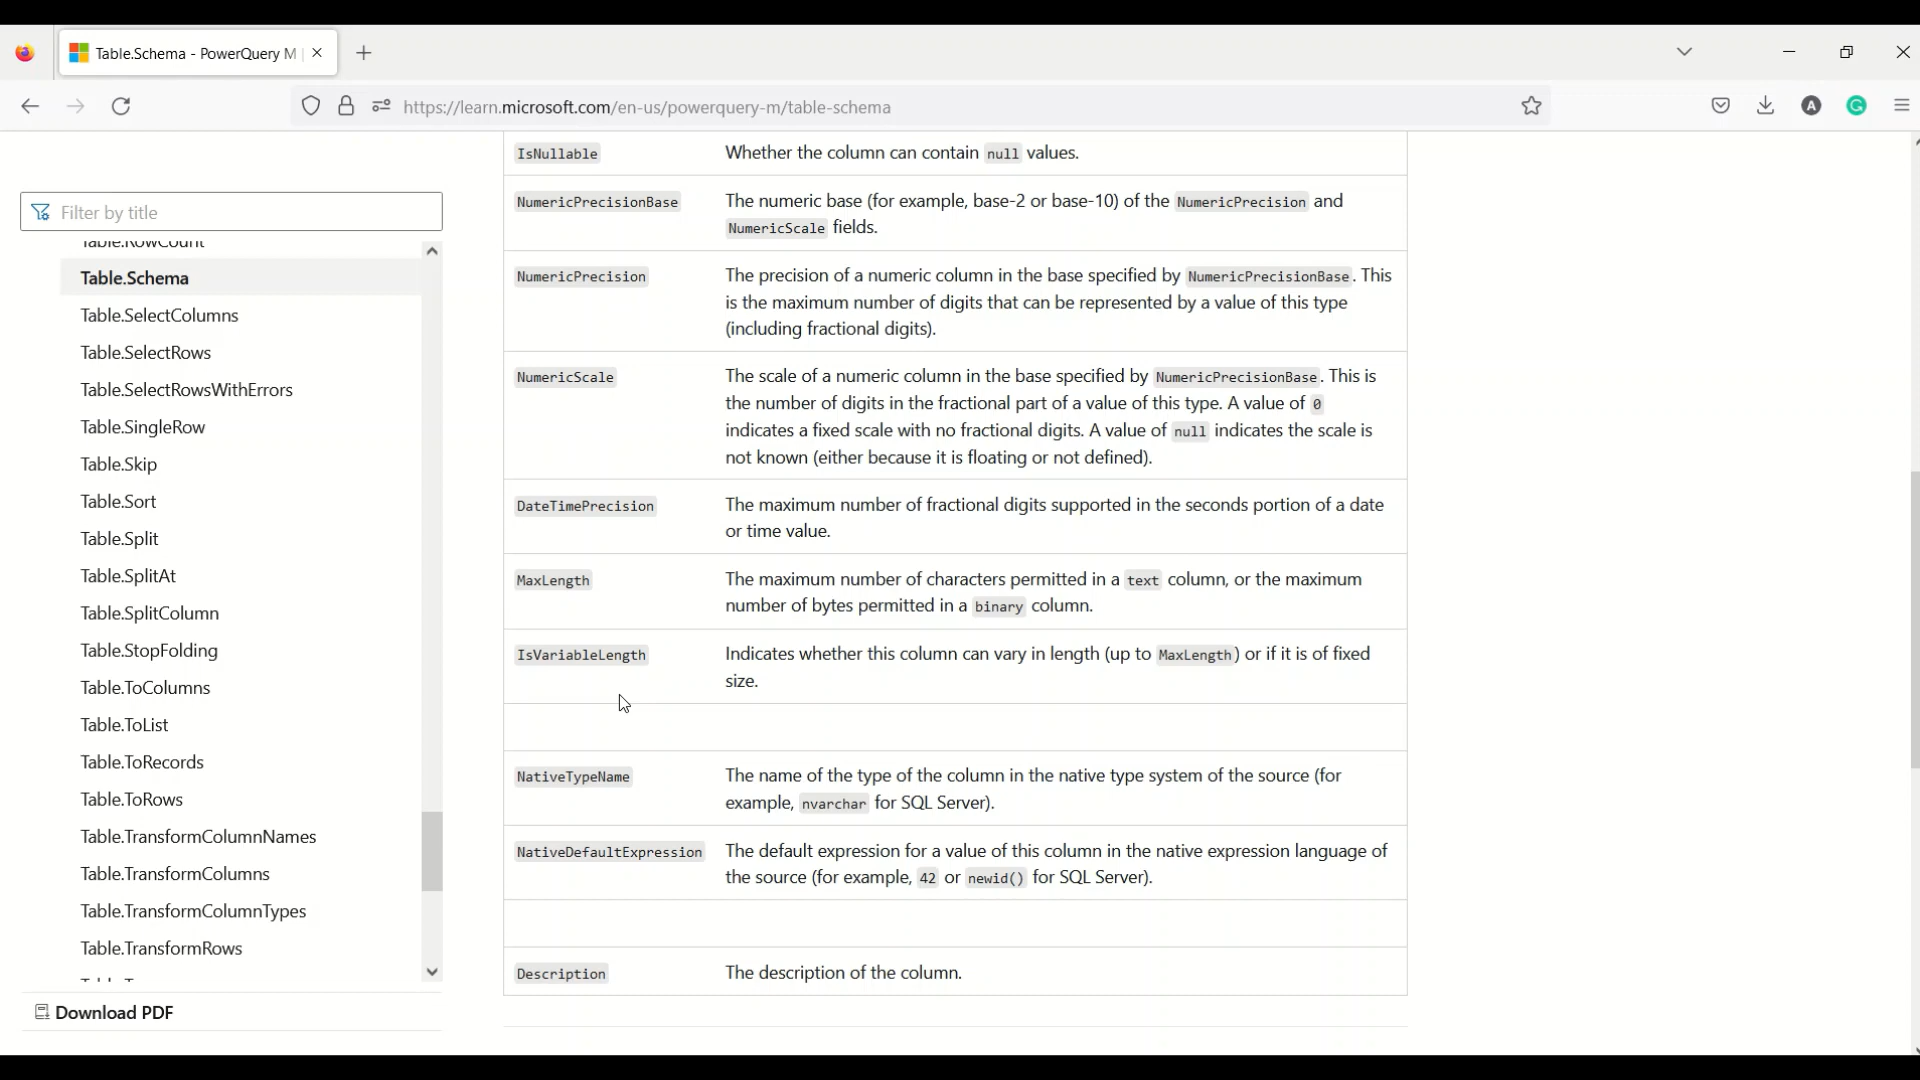 Table.Schema - PowerQuery M
https://learn.microsoft.com/en-us/powerquery-m/table-schema
A
G
Filter by title
Table.RowCount
Table.Schema
Table.SelectColumns
Table.SelectRows
Table.SelectRowsWithErrors
Table.SingleRow
Table.Skip
Table.Sort
Table.Split
Table.SplitAt
Table.SplitColumn
Table.StopFolding
Table.ToColumns
Table.ToList
Table.ToRecords
Table.ToRows
Table.TransformColumnNames
Table.TransformColumns
Table.TransformColumnTypes
Table.TransformRows
Download PDF
IsNullable Whether the column can contain null values.
NumericPrecisionBase The numeric base (for example, base-2 or base-10) of the NumericPrecision and
NumericScale fields.
NumericPrecision The precision of a numeric column in the base specified by NumericPrecisionBase. This
is the maximum number of digits that can be represented by a value of this type
(including fractional digits).
NumericScale The scale of a numeric column in the base specified by NumericPrecisionBase. This is
the number of digits in the fractional part of a value of this type. A value of 0
indicates a fixed scale with no fractional digits. A value of null indicates the scale is
not known (either because it is floating or not defined).
DateTimePrecision The maximum number of fractional digits supported in the seconds portion of a date
or time value.
MaxLength The maximum number of characters permitted in a text column, or the maximum
number of bytes permitted in a binary column.
IsVariableLength Indicates whether this column can vary in length (up to MaxLength) or if it is of fixed
size.
NativeTypeName The name of the type of the column in the native type system of the source (for
example, nvarchar for SQL Server).
NativeDefaultExpression The default expression for a value of this column in the native expression language of
the source (for example, 42 or newid() for SQL Server).
Description The description of the column.